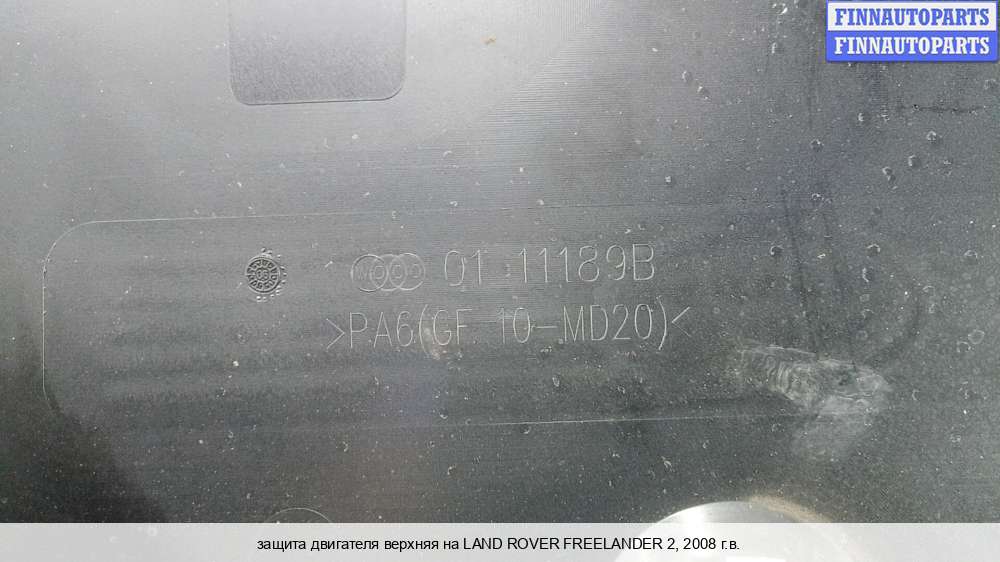 FINNAUTOPARTS
FINNAUTOPARTS
01 11189B
>PA6(GF 10-MD20)<
защита двигателя верхняя на LAND ROVER FREELANDER 2, 2008 г.в.